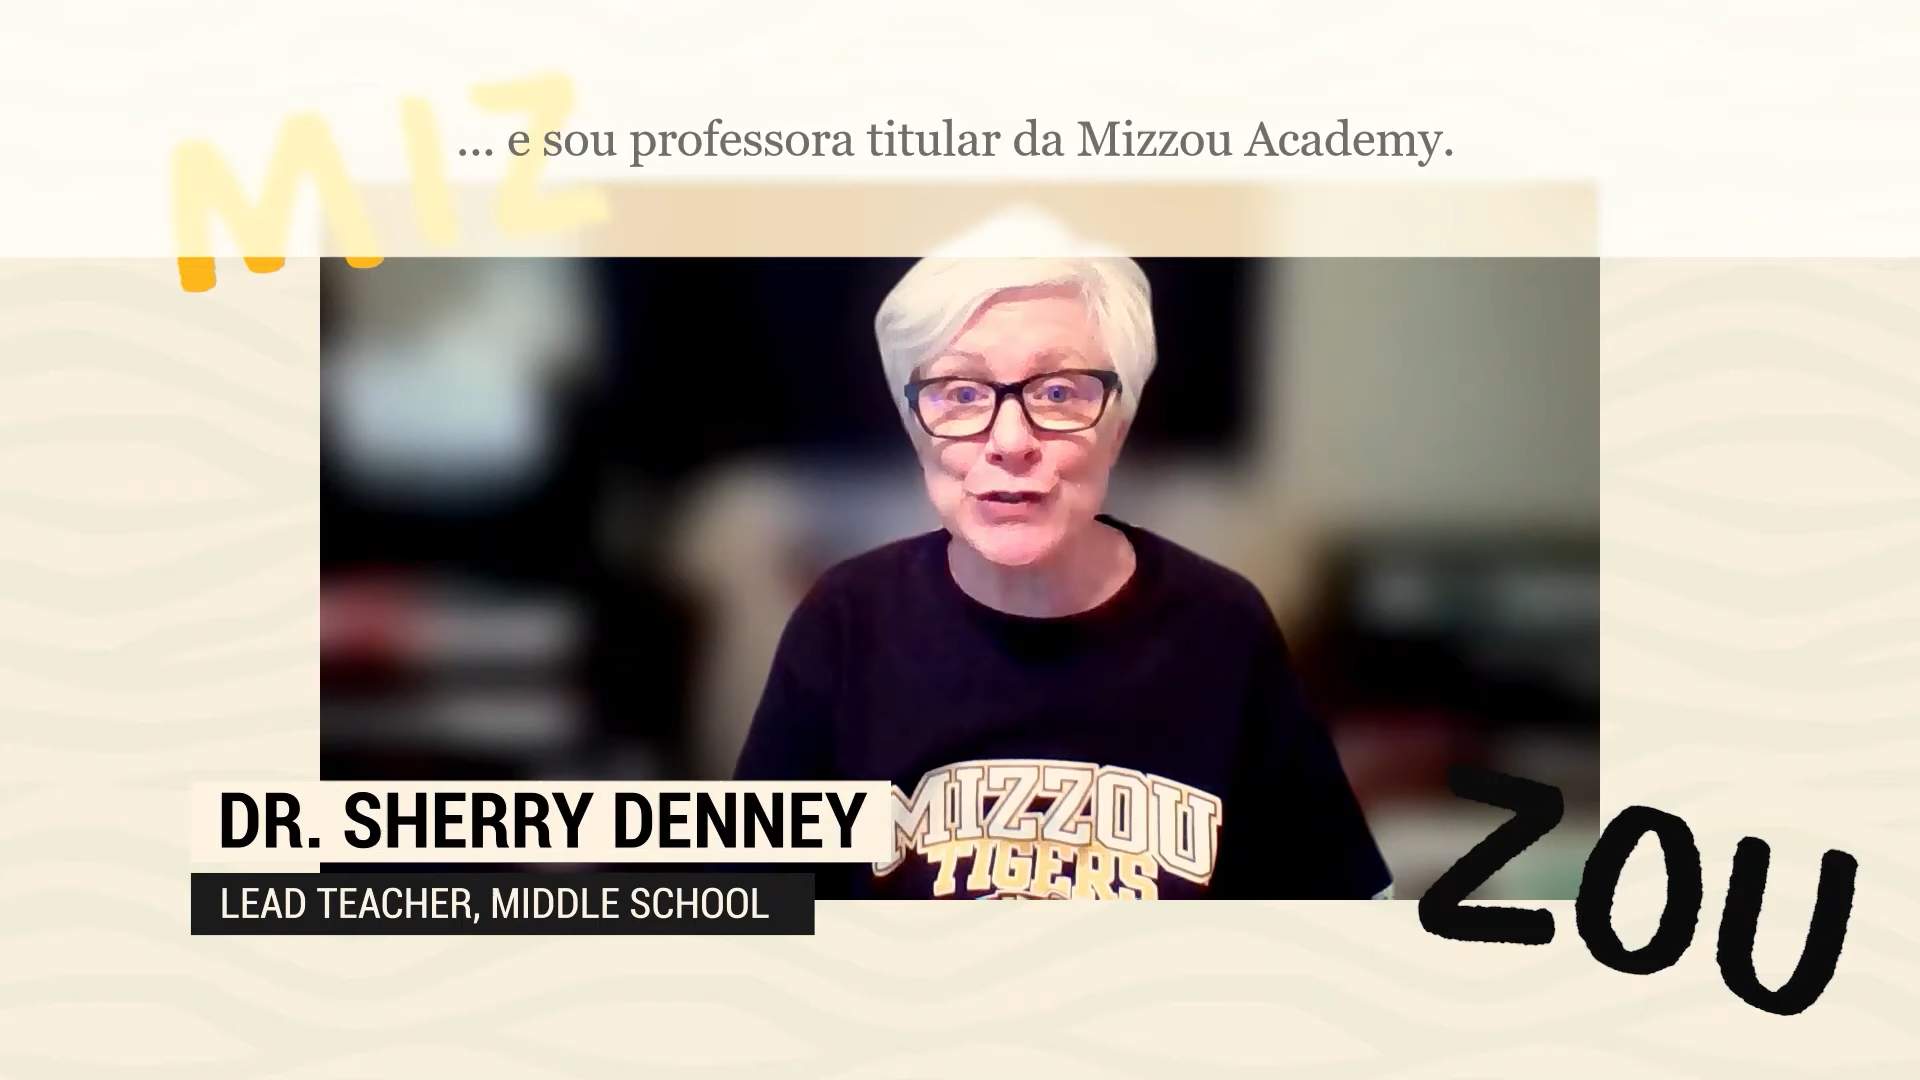 MIZ
... e sou professora titular da Mizzou Academy.
MIZZOU
TIGERS
DR. SHERRY DENNEY
LEAD TEACHER, MIDDLE SCHOOL
ZOU